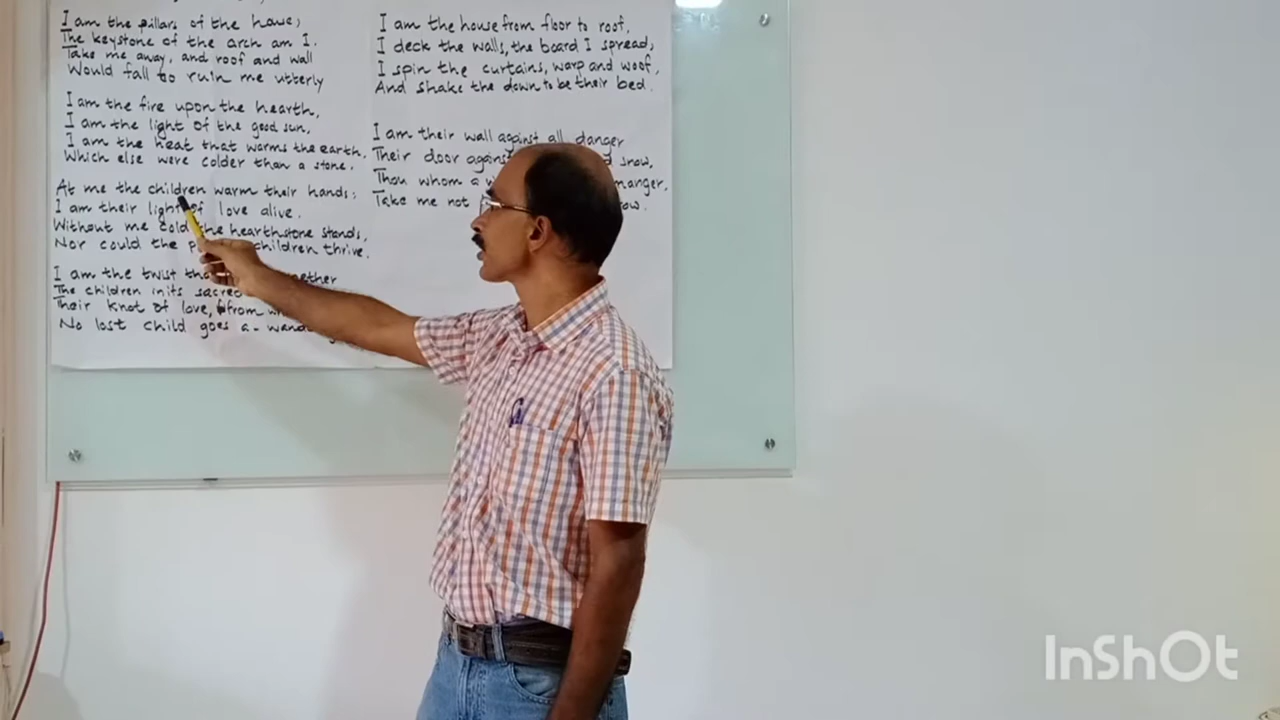 I am the pillars of the house;
The keystone of the arch am I.
Take me away, and roof and wall
Would fall to ruin me utterly
I am the fire upon the hearth,
I am the light of the good sun,
I am the heat that warms the earth,
Which else were colder than a stone.
At me the children warm their hands;
I am their light of love alive.
Without me cold the hearthstone stands,
Nor could the children thrive.
I am the twist
The children in its
Their knot of love, from
No lost child goes a-
I am the house from floor to roof,
I deck the walls, the board I spread;
I spin the curtains, warp and woof,
And shake the down to be their bed.
I am their wall against all danger
Their door against snow,
Thou whom a manger,
Take me not
InShOt